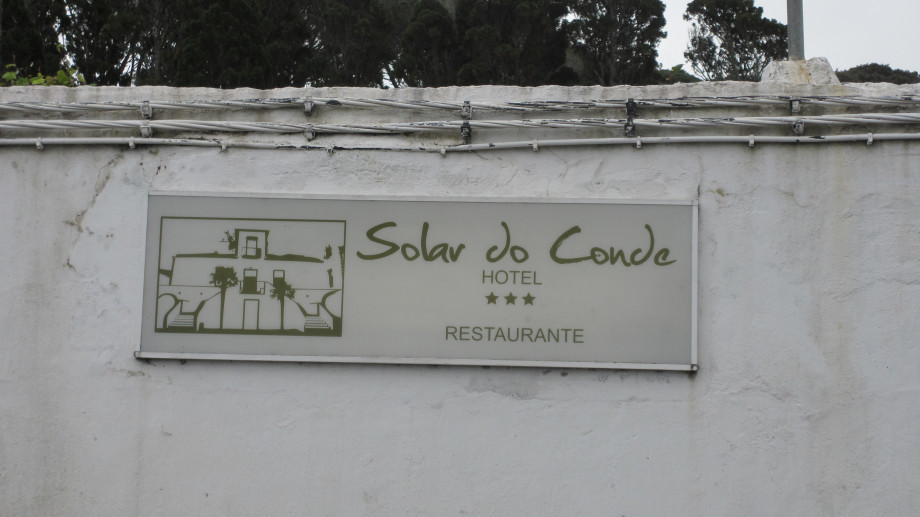 Solar do Conde
HOTEL
★★★
RESTAURANTE